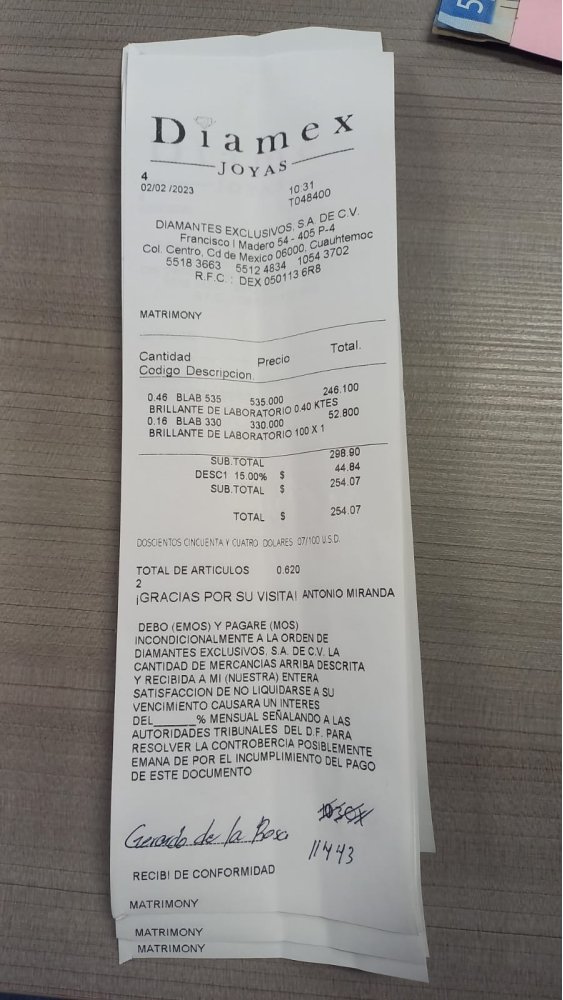 Diamex
JOYAS
4
02/02 /2023 10 31
T048400
DIAMANTES EXCLUSIVOS, S.A. DE C.V.
Francisco I Madero 54 - 405 P-4
Col. Centro, Cd de Mexico 06000, Cuauhtemoc
5518 3663 5512 4834 1054 3702
R.F.C. : DEX 050113 6R8
MATRIMONY
Cantidad Precio Total.
Codigo Descripcion.
0.46 BLAB 535 535.000 246.100
BRILLANTE DE LABORATORIO 0.40 KTES
0.16 BLAB 330 330.000 52.800
BRILLANTE DE LABORATORIO 100 X 1
SUB.TOTAL 298.90
DESC1 15.00% $ 44.84
SUB.TOTAL $ 254.07
TOTAL $ 254.07
DOSCIENTOS CINCUENTA Y CUATRO DOLARES 07/100 U.S.D.
TOTAL DE ARTICULOS 0.620
2
¡GRACIAS POR SU VISITA! ANTONIO MIRANDA
DEBO (EMOS) Y PAGARE (MOS)
INCONDICIONALMENTE A LA ORDEN DE
DIAMANTES EXCLUSIVOS, S.A. DE C.V. LA
CANTIDAD DE MERCANCIAS ARRIBA DESCRITA
Y RECIBIDA A MI (NUESTRA) ENTERA
SATISFACCION DE NO LIQUIDARSE A SU
VENCIMIENTO CAUSARA UN INTERES
DEL______% MENSUAL SEÑALANDO A LAS
AUTORIDADES TRIBUNALES DEL D.F. PARA
RESOLVER LA CONTROBERCIA POSIBLEMENTE
EMANA DE POR EL INCUMPLIMIENTO DEL PAGO
DE ESTE DOCUMENTO
Gerardo de la Rosa 11443
RECIBI DE CONFORMIDAD
MATRIMONY
MATRIMONY
MATRIMONY
5